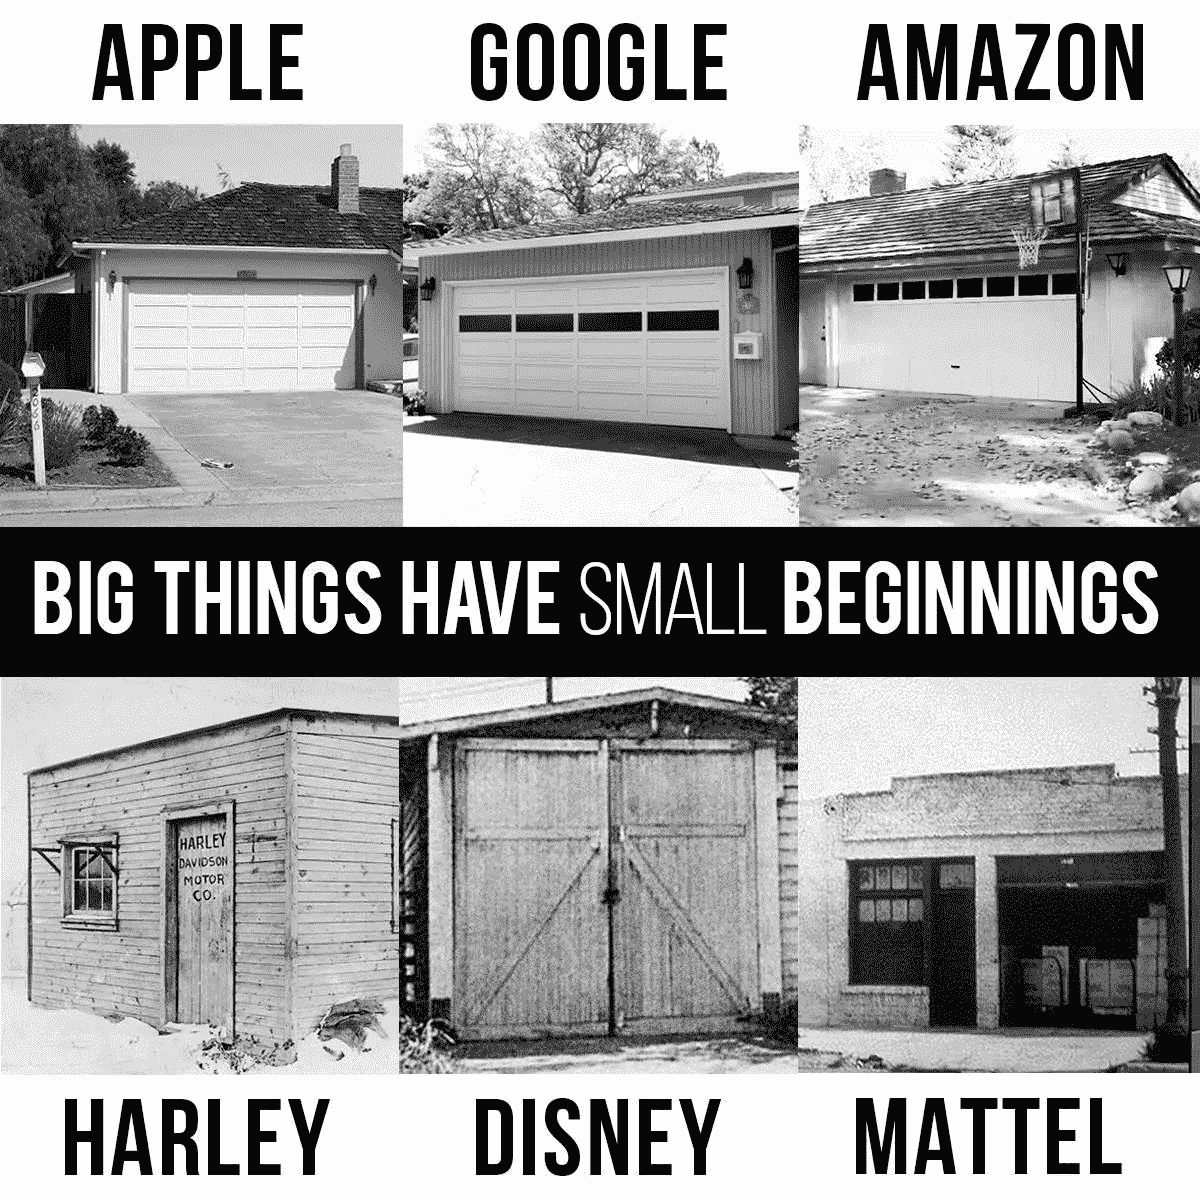 APPLE GOOGLE AMAZON
BIG THINGS HAVE SMALL BEGINNINGS
HARLEY
DAVIDSON
MOTOR
CO.
HARLEY DISNEY MATTEL